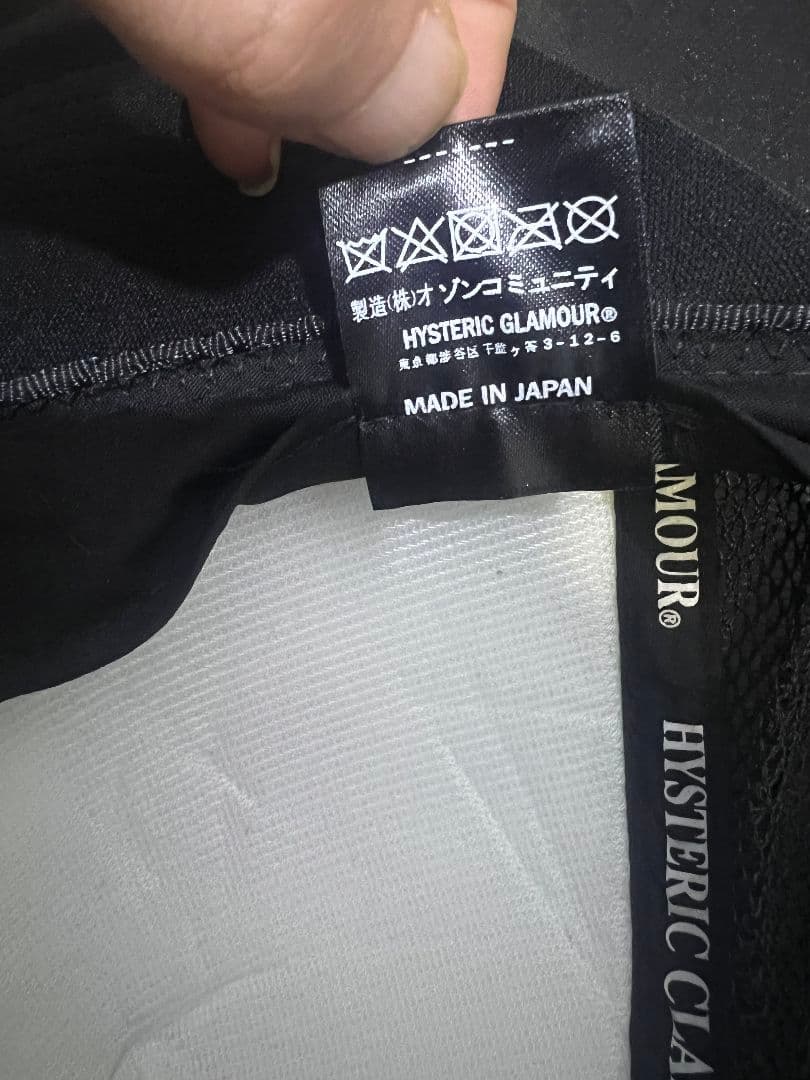 製造(株)オゾンコミュニティ
HYSTERIC GLAMOUR®
東京都渋谷区千駄ヶ谷3-12-6
MADE IN JAPAN
AMOUR®
HYSTERIC GLA